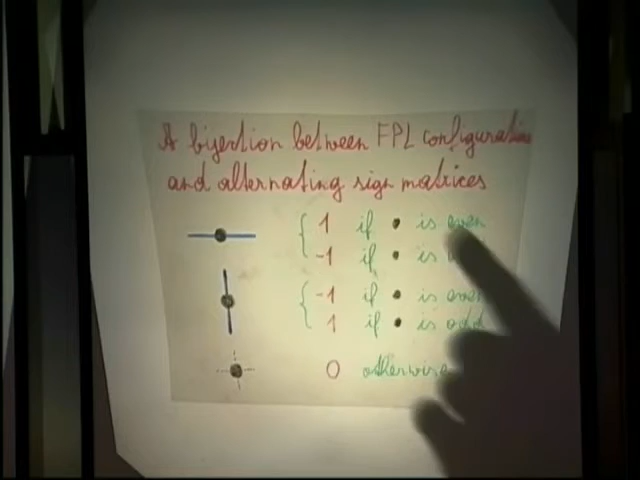 A bijection between FPL configuration
and alternating sign matrices
{ 1 if • is even
-1 if • is
{ -1 if • is even
1 if • is odd
0 otherwise